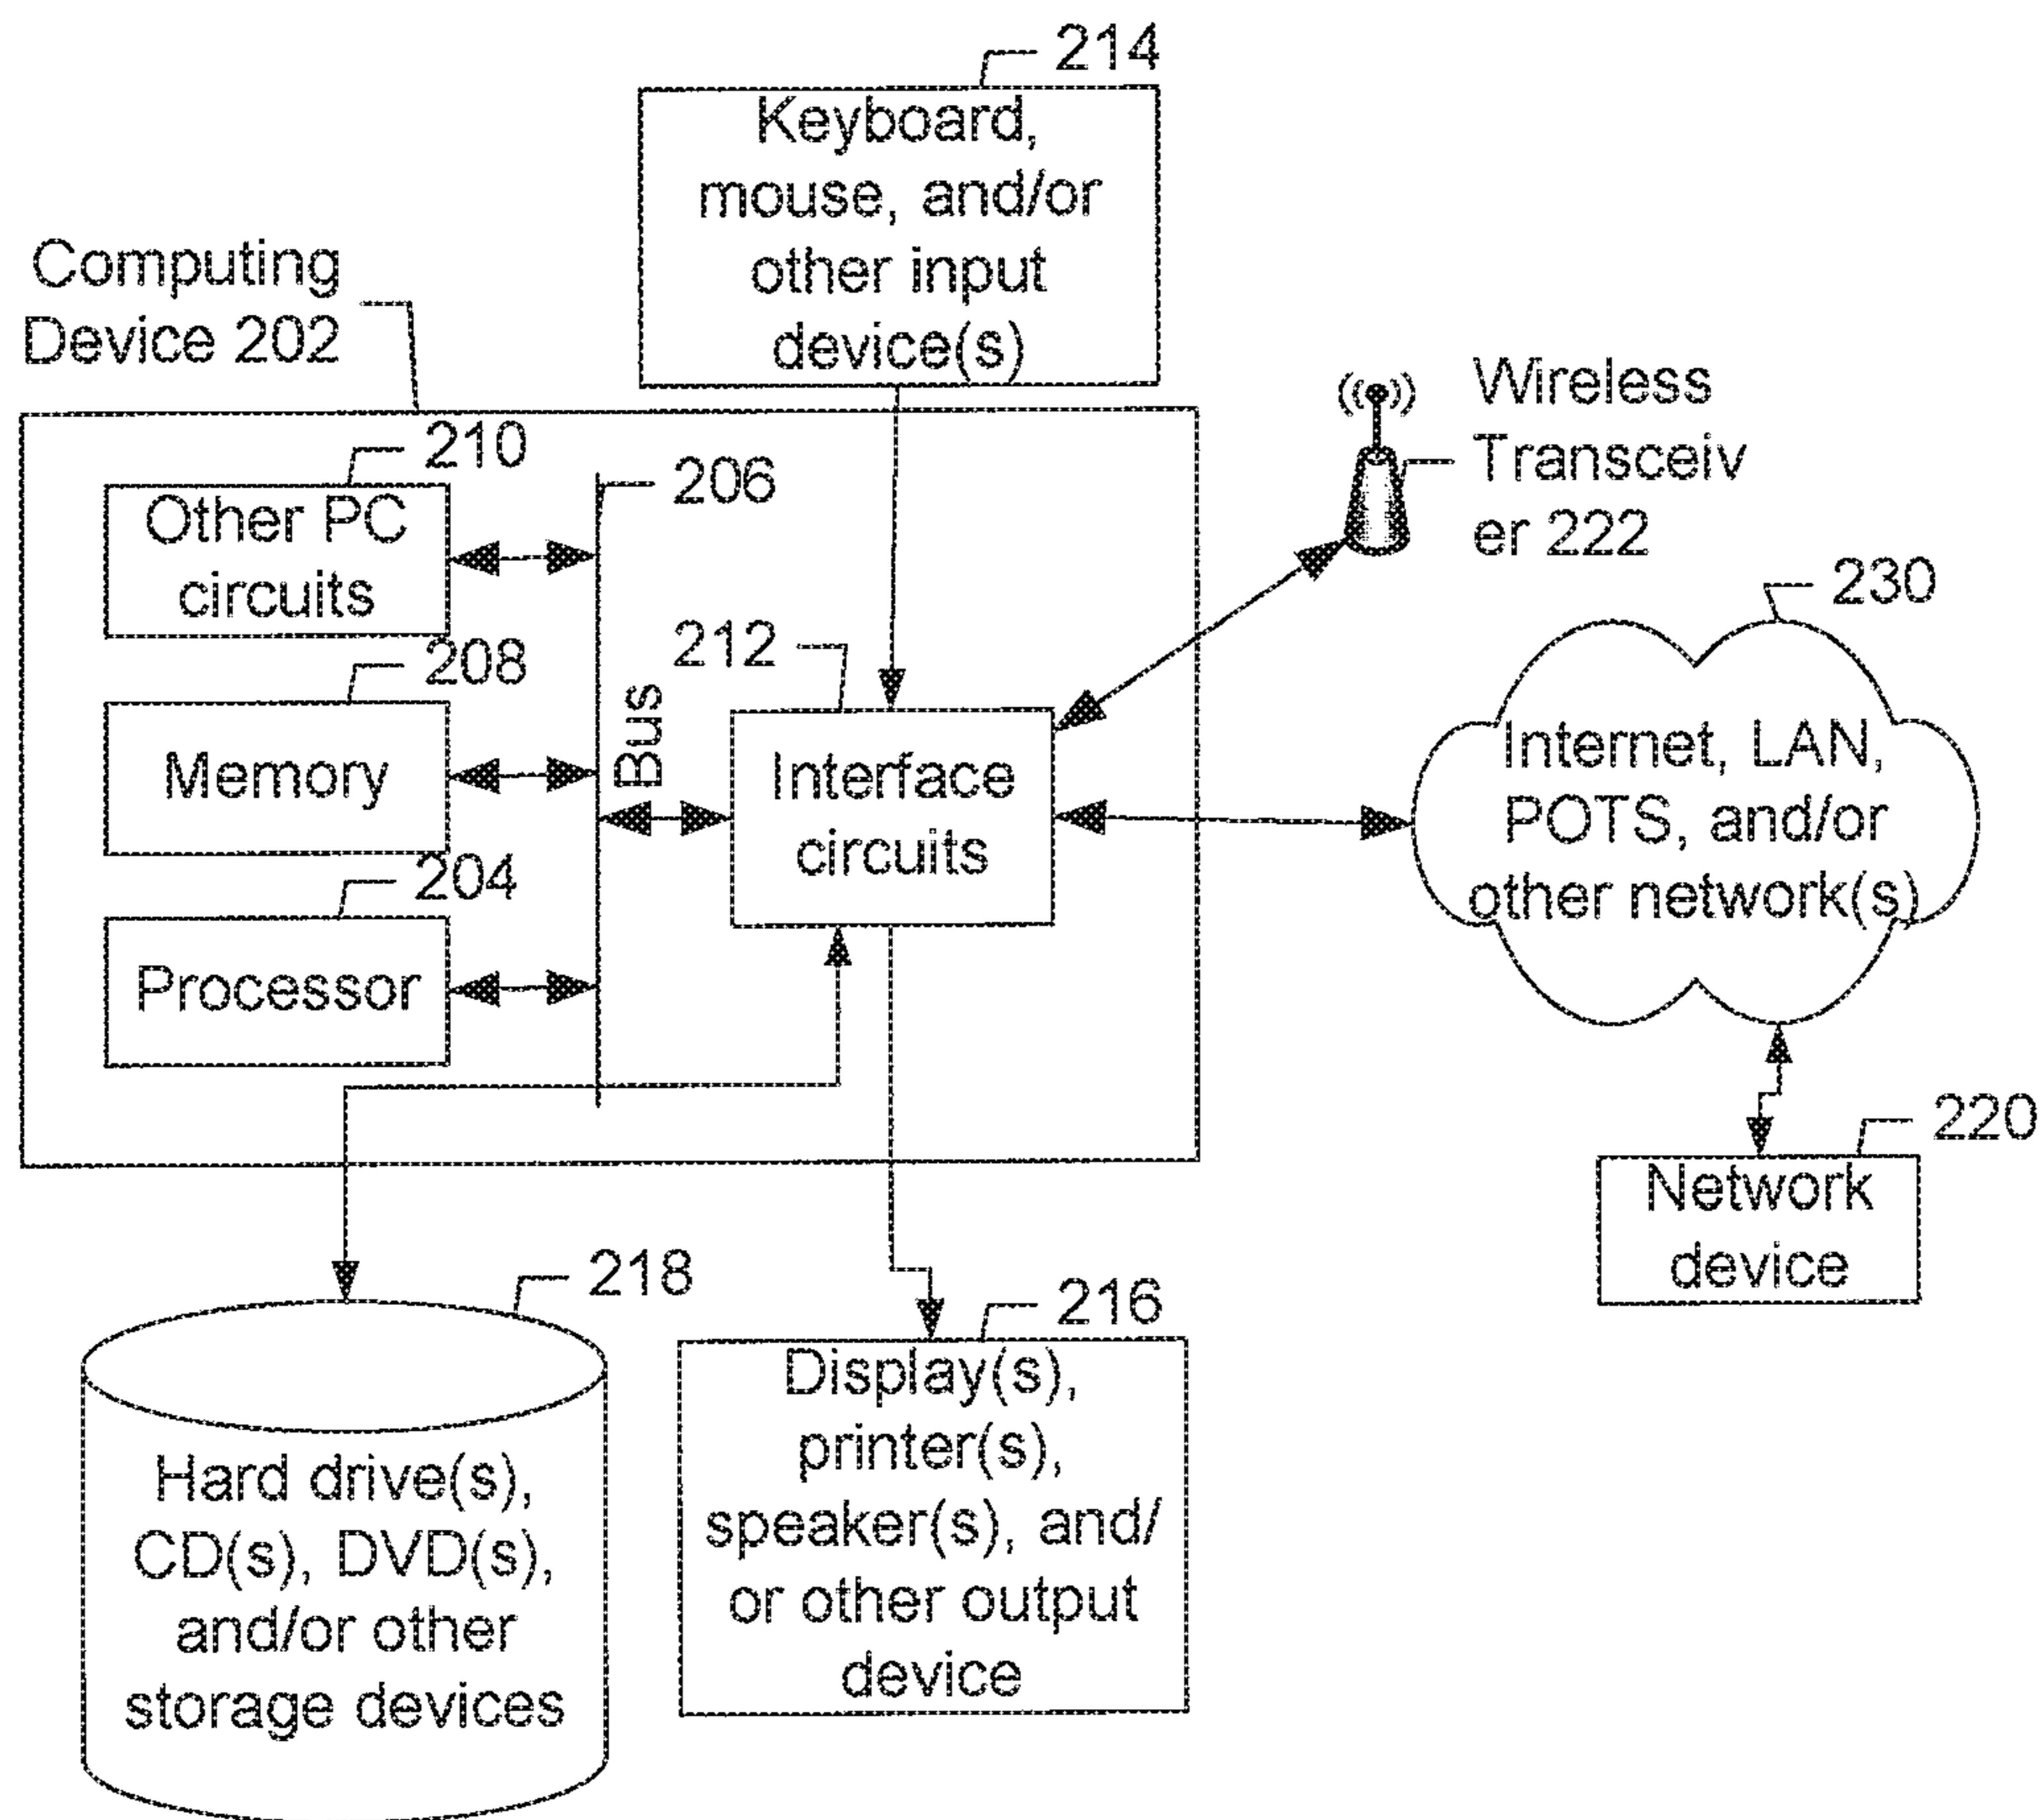 214
Keyboard,
mouse, and/or
other input
device(s)
Computing
Device 202
Wireless
Transceiv
er 222
210
Other PC
circuits
206
230
Internet, LAN,
POTS, and/or
other network(s)
212
Bus
Interface
circuits
208
Memory
204
Processor
220
Network
device
218
Hard drive(s),
CD(s), DVD(s),
and/or other
storage devices
216
Display(s),
printer(s),
speaker(s), and/
or other output
device